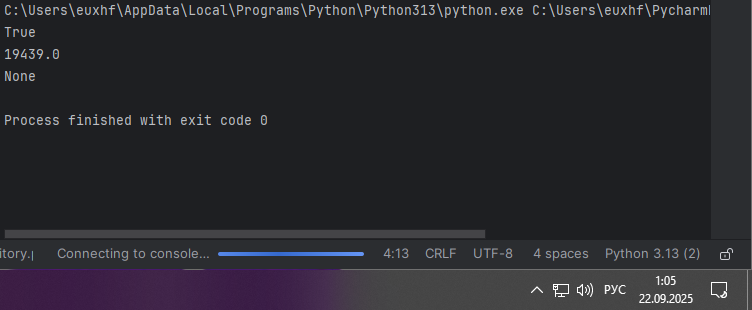 C:\Users\euxhf\AppData\Local\Programs\Python\Python313\python.exe C:\Users\euxhf\Pycharm
True
19439.0
None
Process finished with exit code 0
itory.p Connecting to console... 4:13 CRLF UTF-8 4 spaces Python 3.13 (2)
РУС 1:05
22.09.2025